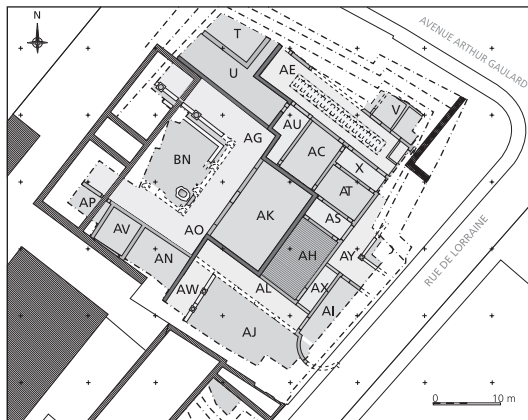 N
AVENUE ARTHUR GAULARD
T
U
AE
V
AU
AG
AC
X
BN
AT
AP
AK
AS
AV
AO
AH
AY
AN
AW
AL
AX
AI
AJ
RUE DE LORRAINE
0 10 m